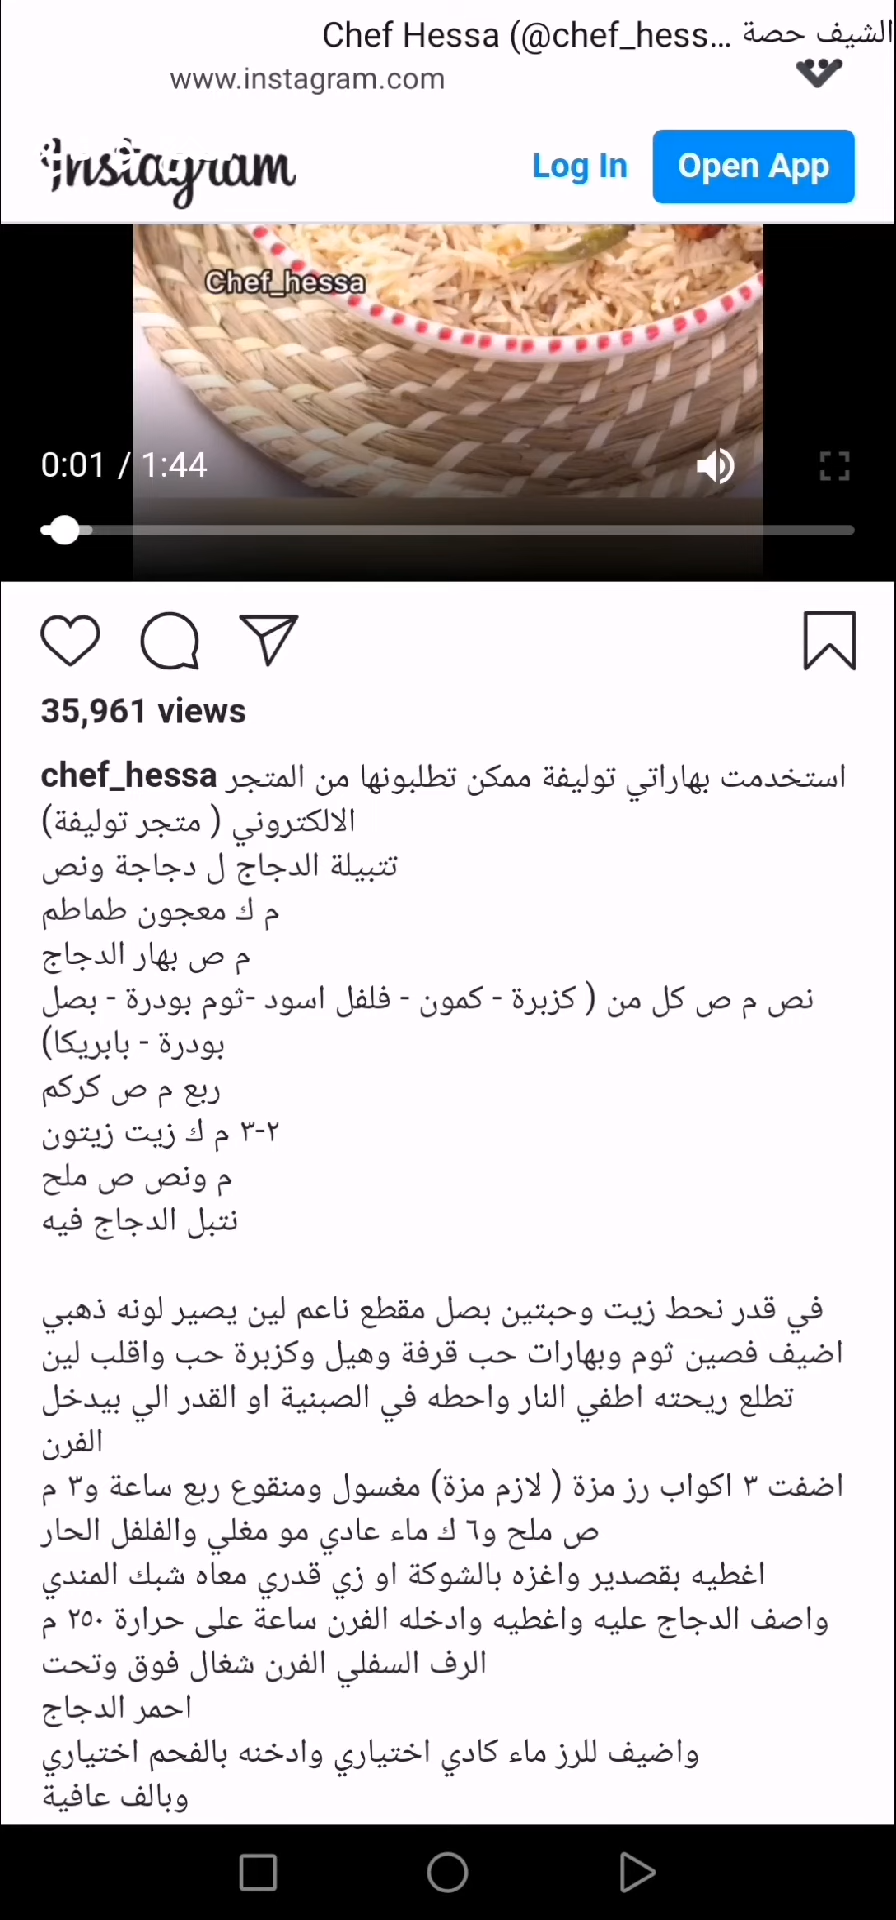 Chef Hessa (@chef_hess... الشيف حصة
www.instagram.com
Instagram
Log In
Open App
Chef_hessa
0:01 / 1:44
35,961 views
chef_hessa استخدمت بهاراتي توليفة ممكن تطلبونها من المتجر
الالكتروني ( متجر توليفة)
تتبيلة الدجاج ل دجاجة ونص
م ك معجون طماطم
م ص بهار الدجاج
نص م ص كل من ( كزبرة - كمون - فلفل اسود -ثوم بودرة - بصل
بودرة - بابريكا)
ربع م ص كركم
٢-٣ م ك زيت زيتون
م ونص ص ملح
نتبل الدجاج فيه
في قدر نحط زيت وحبتين بصل مقطع ناعم لين يصير لونه ذهبي
اضيف فصين ثوم وبهارات حب قرفة وهيل وكزبرة حب واقلب لين
تطلع ريحته اطفي النار واحطه في الصبنية او القدر الي بيدخل
الفرن
اضفت ٣ اكواب رز مزة ( لازم مزة) مغسول ومنقوع ربع ساعة و٣ م
ص ملح و٦ ك ماء عادي مو مغلي والفلفل الحار
اغطيه بقصدير واغزه بالشوكة او زي قدري معاه شبك المندي
واصف الدجاج عليه واغطيه وادخله الفرن ساعة على حرارة ٢٥٠ م
الرف السفلي الفرن شغال فوق وتحت
احمر الدجاج
واضيف للرز ماء كادي اختياري وادخنه بالفحم اختياري
وبالف عافية